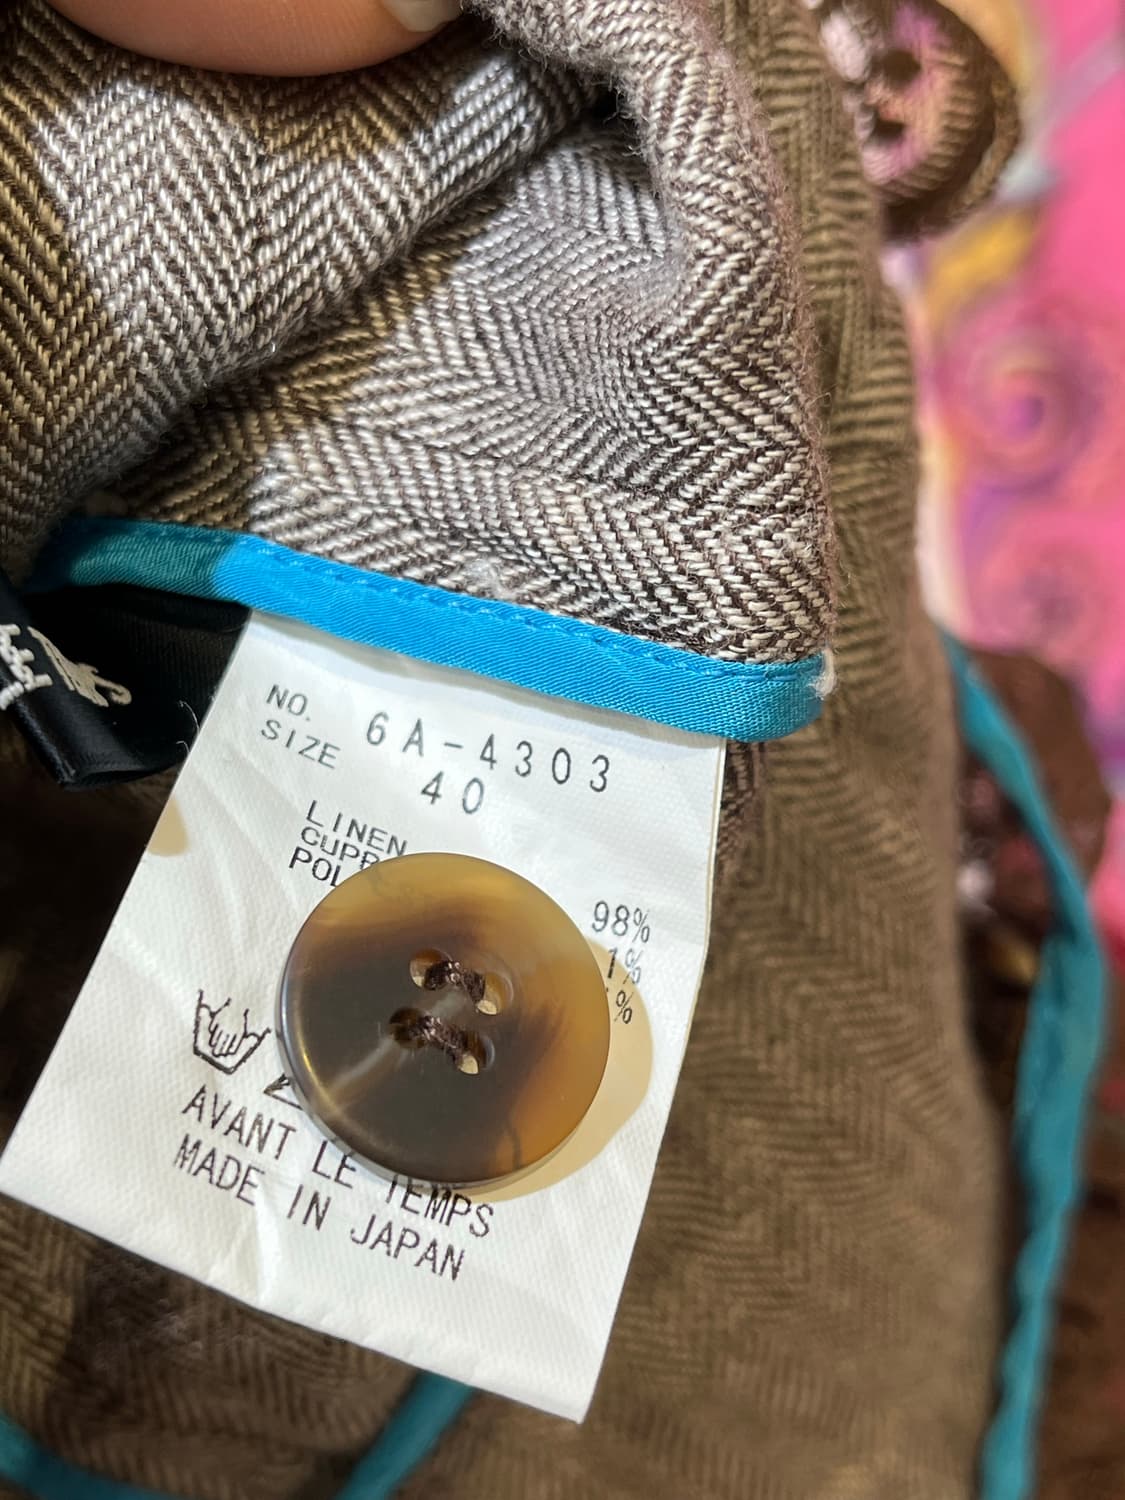 NO. 6A-4303
SIZE 40
LINEN 98%
1%
%
AVANT LE TEMPS
MADE IN JAPAN